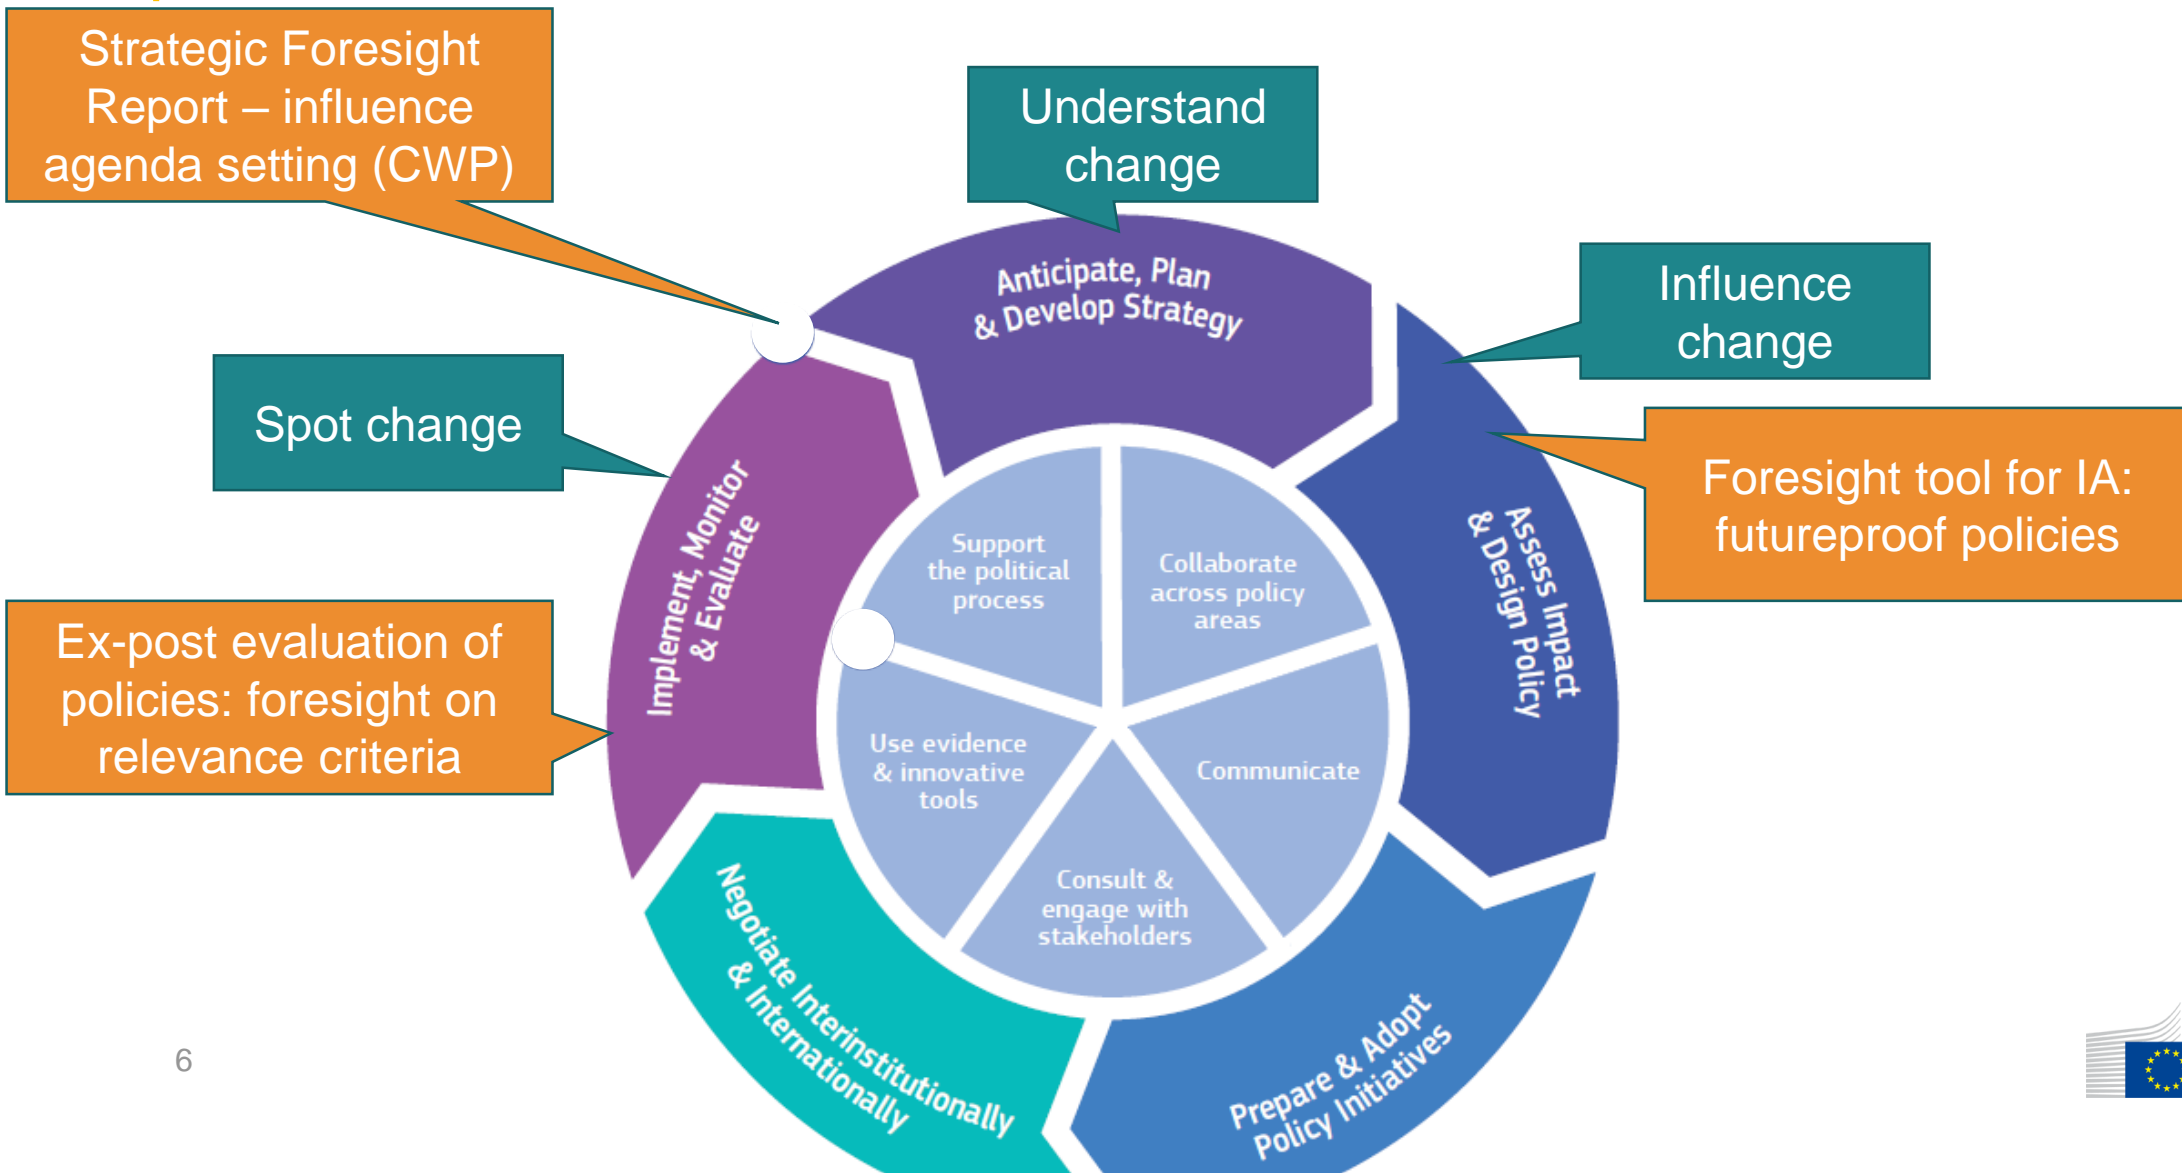 Strategic Foresight
Report – influence
agenda setting (CWP)
Understand
change
Influence
change
Spot change
Foresight tool for IA:
futureproof policies
Ex-post evaluation of
policies: foresight on
relevance criteria
Anticipate, Plan
& Develop Strategy
Assess Impact
& Design Policy
Prepare & Adopt
Policy Initiatives
Negotiate Interinstitutionally
& Internationally
Implement, Monitor
& Evaluate
Support
the political
process
Collaborate
across policy
areas
Communicate
Consult &
engage with
stakeholders
Use evidence
& innovative
tools
6